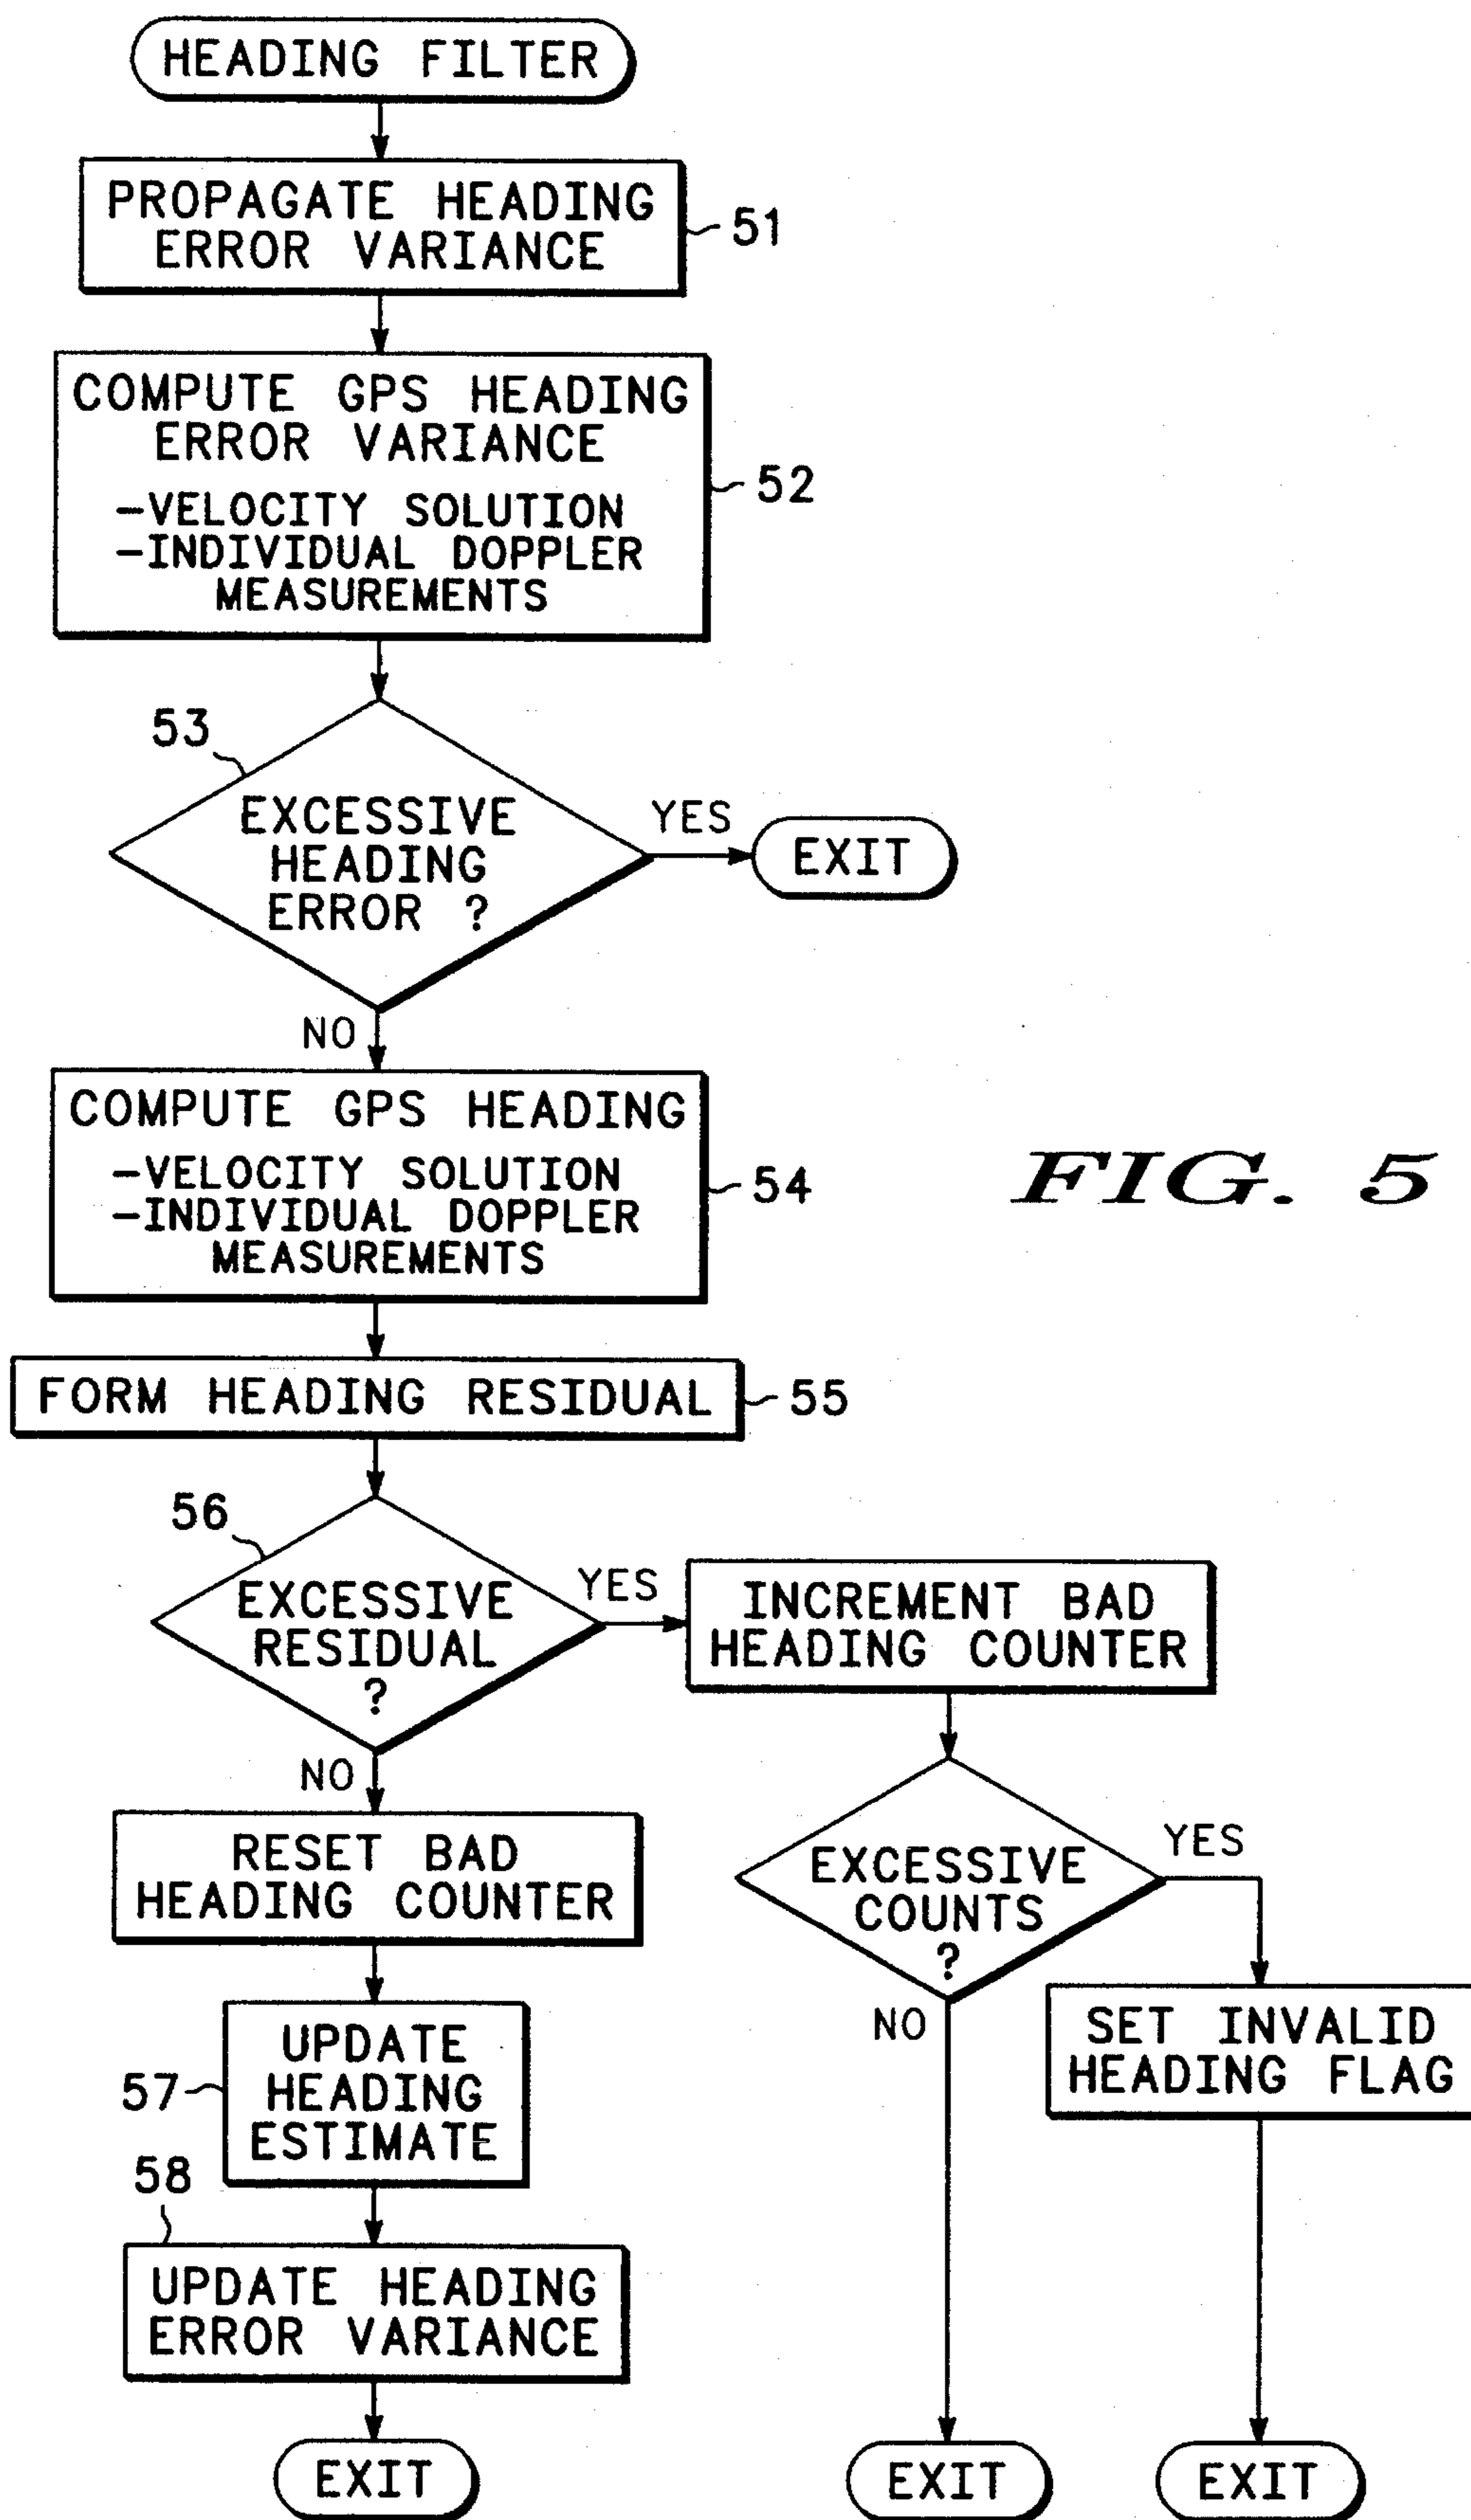 HEADING FILTER
PROPAGATE HEADING
ERROR VARIANCE
51
COMPUTE GPS HEADING
ERROR VARIANCE
-VELOCITY SOLUTION
-INDIVIDUAL DOPPLER
MEASUREMENTS
52
53
EXCESSIVE
HEADING
ERROR ?
YES
EXIT
NO
COMPUTE GPS HEADING
-VELOCITY SOLUTION
-INDIVIDUAL DOPPLER
MEASUREMENTS
54
FIG. 5
FORM HEADING RESIDUAL
55
56
EXCESSIVE
RESIDUAL
?
YES
INCREMENT BAD
HEADING COUNTER
NO
RESET BAD
HEADING COUNTER
EXCESSIVE
COUNTS
?
YES
NO
SET INVALID
HEADING FLAG
57
UPDATE
HEADING
ESTIMATE
58
UPDATE HEADING
ERROR VARIANCE
EXIT
EXIT
EXIT